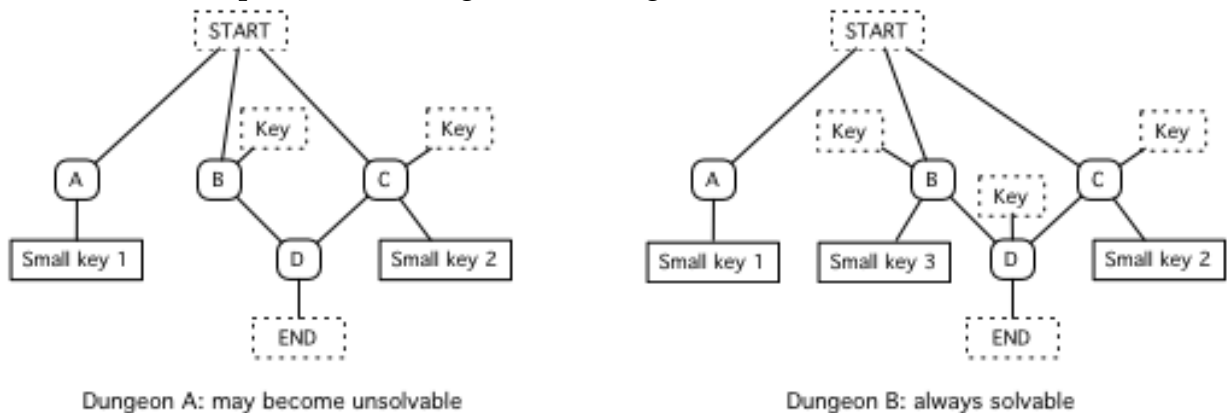 START
Key
Key
A
B
C
Small key 1
D
Small key 2
END
Dungeon A: may become unsolvable
START
Key
Key
A
B
Key
C
Small key 1
Small key 3
D
Small key 2
END
Dungeon B: always solvable